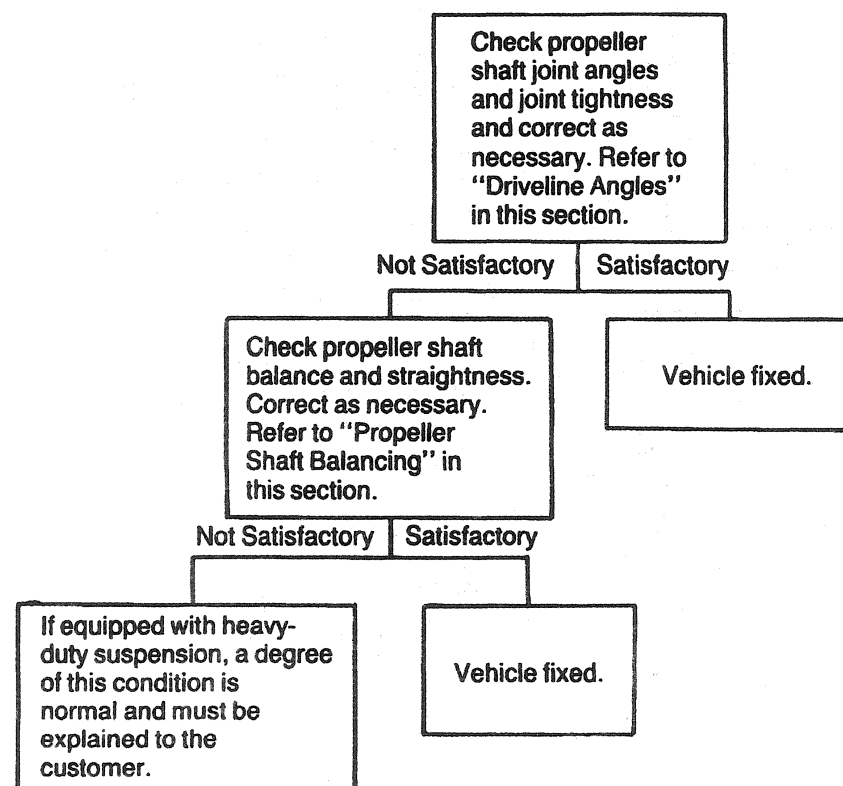 Check propeller
shaft joint angles
and joint tightness
and correct as
necessary. Refer to
“Driveline Angles”
in this section.
Not Satisfactory
Satisfactory
Check propeller shaft
balance and straightness.
Correct as necessary.
Refer to “Propeller
Shaft Balancing” in
this section.
Vehicle fixed.
Not Satisfactory
Satisfactory
If equipped with heavy-
duty suspension, a degree
of this condition is
normal and must be
explained to the
customer.
Vehicle fixed.